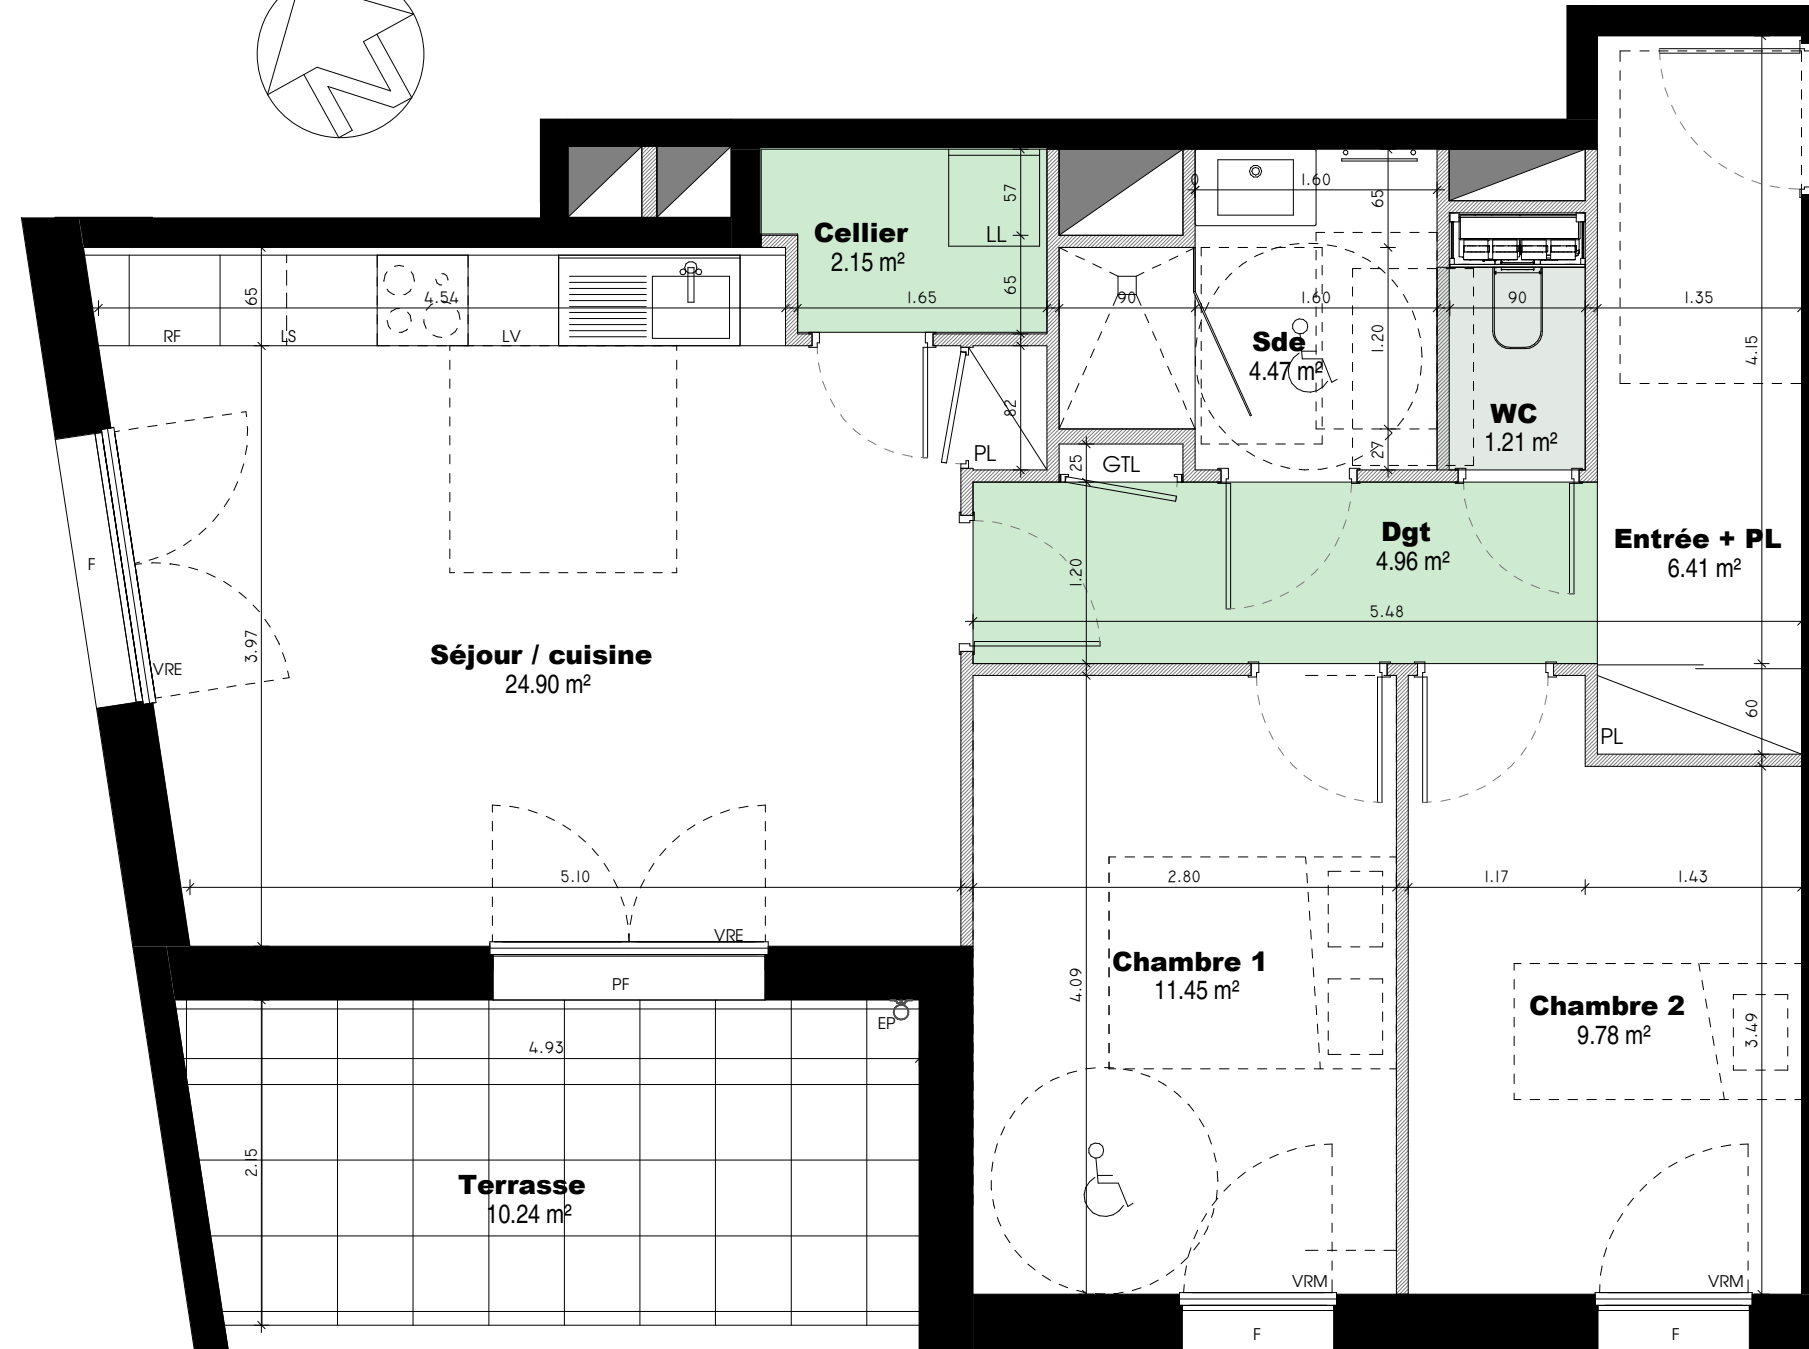 N
Cellier
2.15 m²
57
LL
65
1.65
0
1.60
65
65
4.54
RF
LS
LV
90
1.60
90
1.35
Sde
4.47 m²
1.20
4.15
82
PL
WC
1.21 m²
27
25
GTL
F
Dgt
4.96 m²
Entrée + PL
6.41 m²
1.20
5.48
3.97
VRE
Séjour / cuisine
24.90 m²
60
PL
5.10
2.80
1.17
1.43
VRE
PF
EP
4.93
Chambre 1
11.45 m²
4.09
Chambre 2
9.78 m²
3.49
2.15
Terrasse
10.24 m²
VRM
VRM
F
F